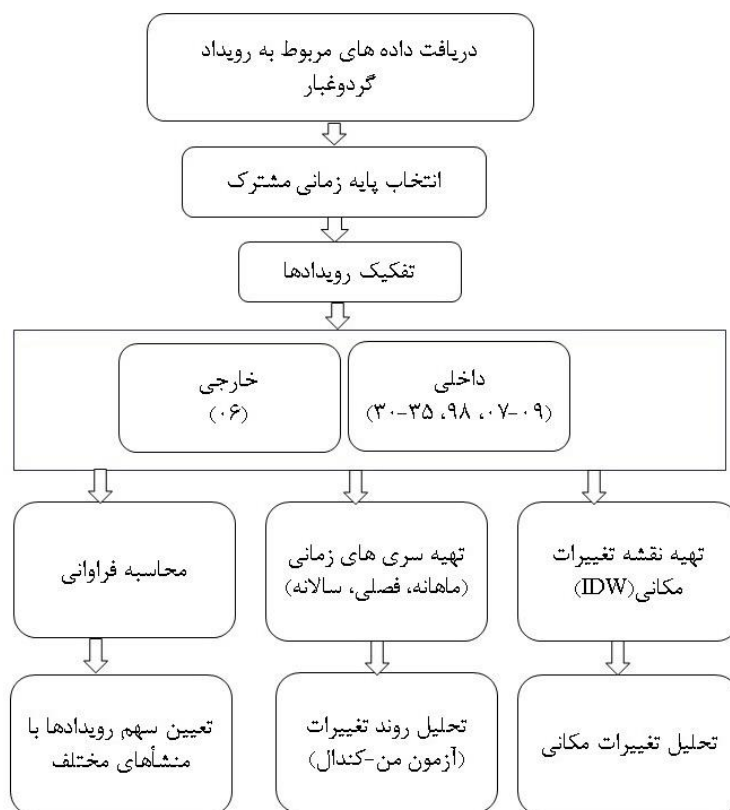 دریافت داده های مربوط به رویداد
گردوغبار
انتخاب پایه زمانی مشترک
تفکیک رویدادها
داخلی
(۰۷-۰۹، ۹۸، ۳۰-۳۵)
خارجی
(۰۶)
تهیه نقشه تغییرات
مکانی(IDW)
تهیه سری های زمانی
(ماهانه، فصلی، سالانه)
محاسبه فراوانی
تحلیل تغییرات مکانی
تحلیل روند تغییرات
(آزمون من-کندال)
تعیین سهم رویدادها با
منشأهای مختلف